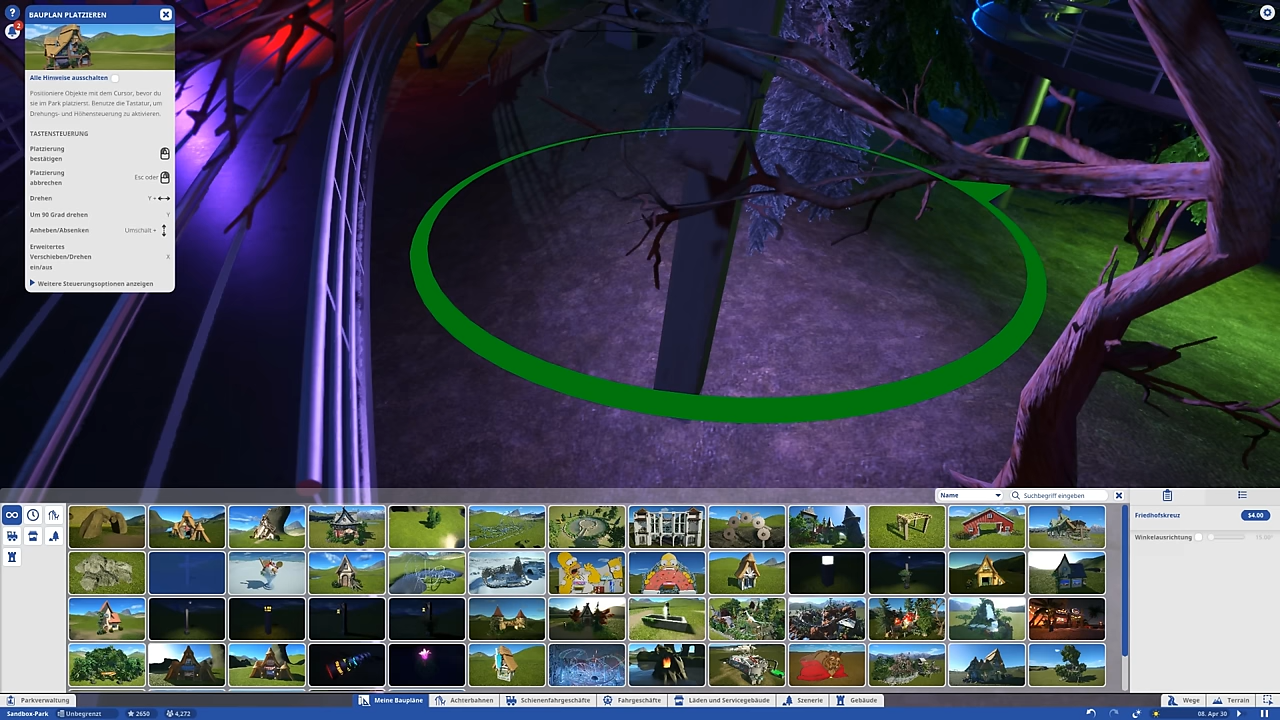 ?
2
BAUPLAN PLATZIEREN
Alle Hinweise ausschalten
Positioniere Objekte mit dem Cursor, bevor du
sie im Park platzierst. Benutze die Tastatur, um
Drehungs- und Höhensteuerung zu aktivieren.
TASTENSTEUERUNG
Platzierung
bestätigen
Platzierung
abbrechen
Esc oder
Drehen
Y +
Um 90 Grad drehen
Y
Anheben/Absenken
Umschalt +
Erweitertes
Verschieben/Drehen
ein/aus
X
Weitere Steuerungsoptionen anzeigen
Name
Suchbegriff eingeben
Friedhofskreuz
$4.00
Winkelausrichtung
Parkverwaltung
Meine Baupläne
Achterbahnen
Schienenfahrgeschäfte
Fahrgeschäfte
Läden und Servicegebäude
Szenerie
Gebäude
Wege
Terrain
Sandbox-Park
Unbegrenzt
2650
4,272
08. Apr 30